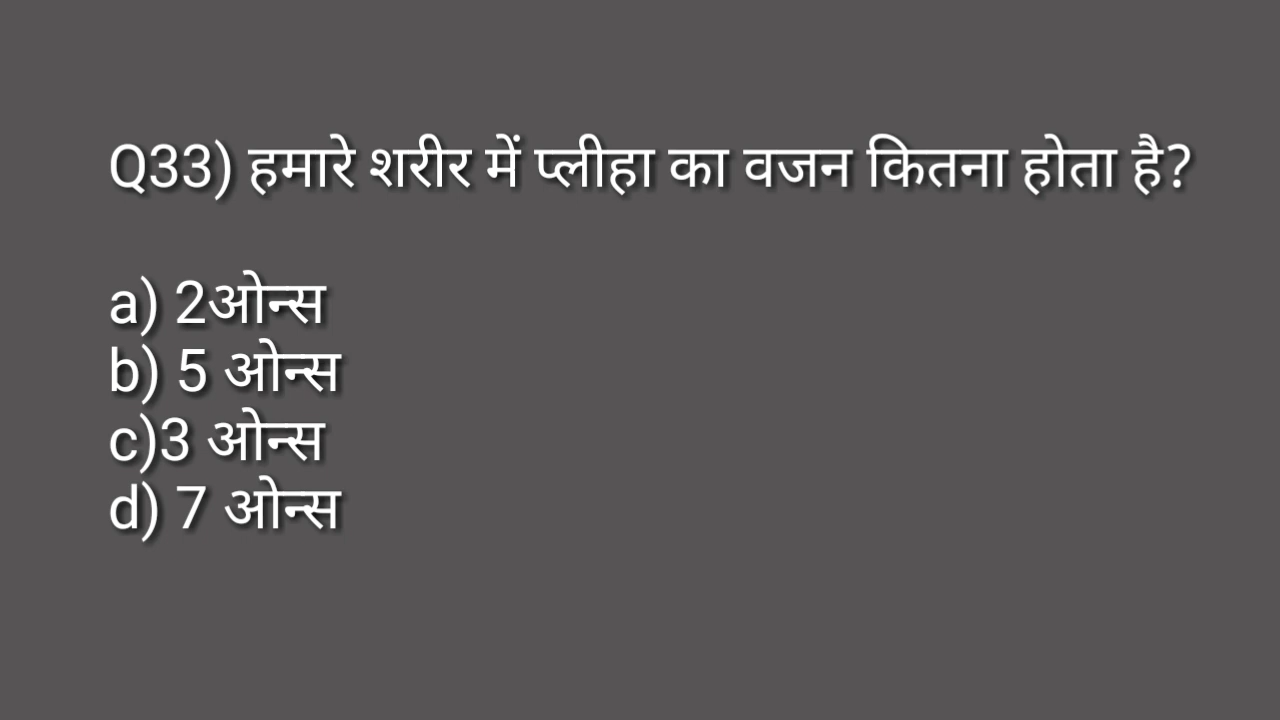 Q33) हमारे शरीर में प्लीहा का वजन कितना होता है?
a) 2ओन्स
b) 5 ओन्स
c)3 ओन्स
d) 7 ओन्स